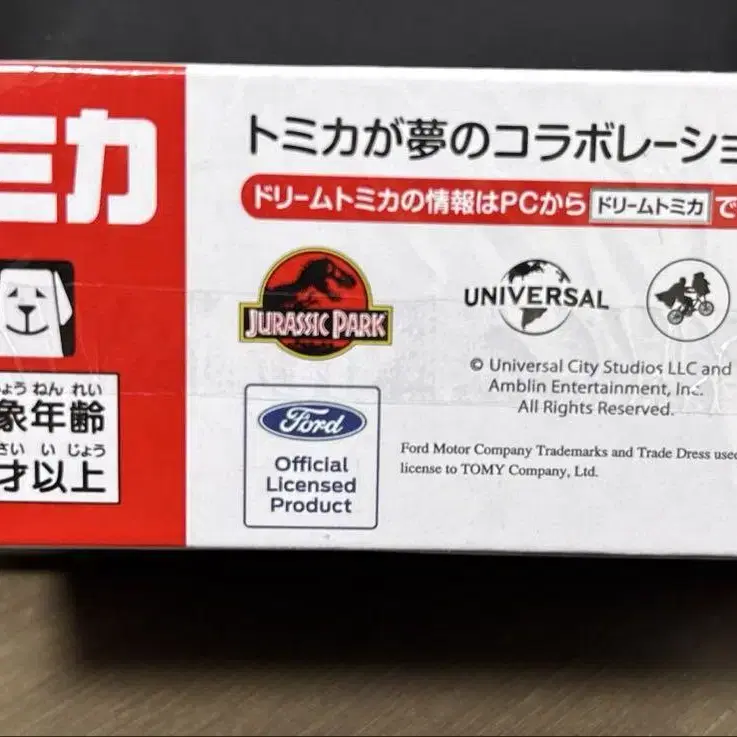 ミカ
トミカが夢のコラボレーショ
ドリームトミカの情報はPCから ドリームトミカ で
JURASSIC PARK
UNIVERSAL
© Universal City Studios LLC and
Amblin Entertainment, Inc.
All Rights Reserved.
ょう ねん れい
象年齢
さい い じょう
才以上
Ford
Official
Licensed
Product
Ford Motor Company Trademarks and Trade Dress used
license to TOMY Company, Ltd.